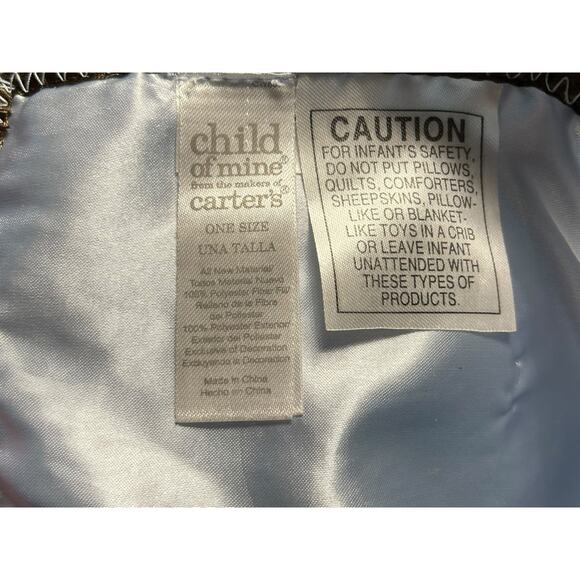 child
of mine®
from the makers of
carter's®
ONE SIZE
UNA TALLA
All New Material
Todos Material Nuevo
100% Polyester Fiber Fill
Relleno de la Fibra
del Poliester
100% Polyester Exterior
Exterior del Poliester
Exclusive of Decoration
Excluyendo el Decoration
Made in China
Hecho en China
CAUTION
FOR INFANT'S SAFETY,
DO NOT PUT PILLOWS,
QUILTS, COMFORTERS,
SHEEPSKINS, PILLOW-
LIKE OR BLANKET-
LIKE TOYS IN A CRIB
OR LEAVE INFANT
UNATTENDED WITH
THESE TYPES OF
PRODUCTS.